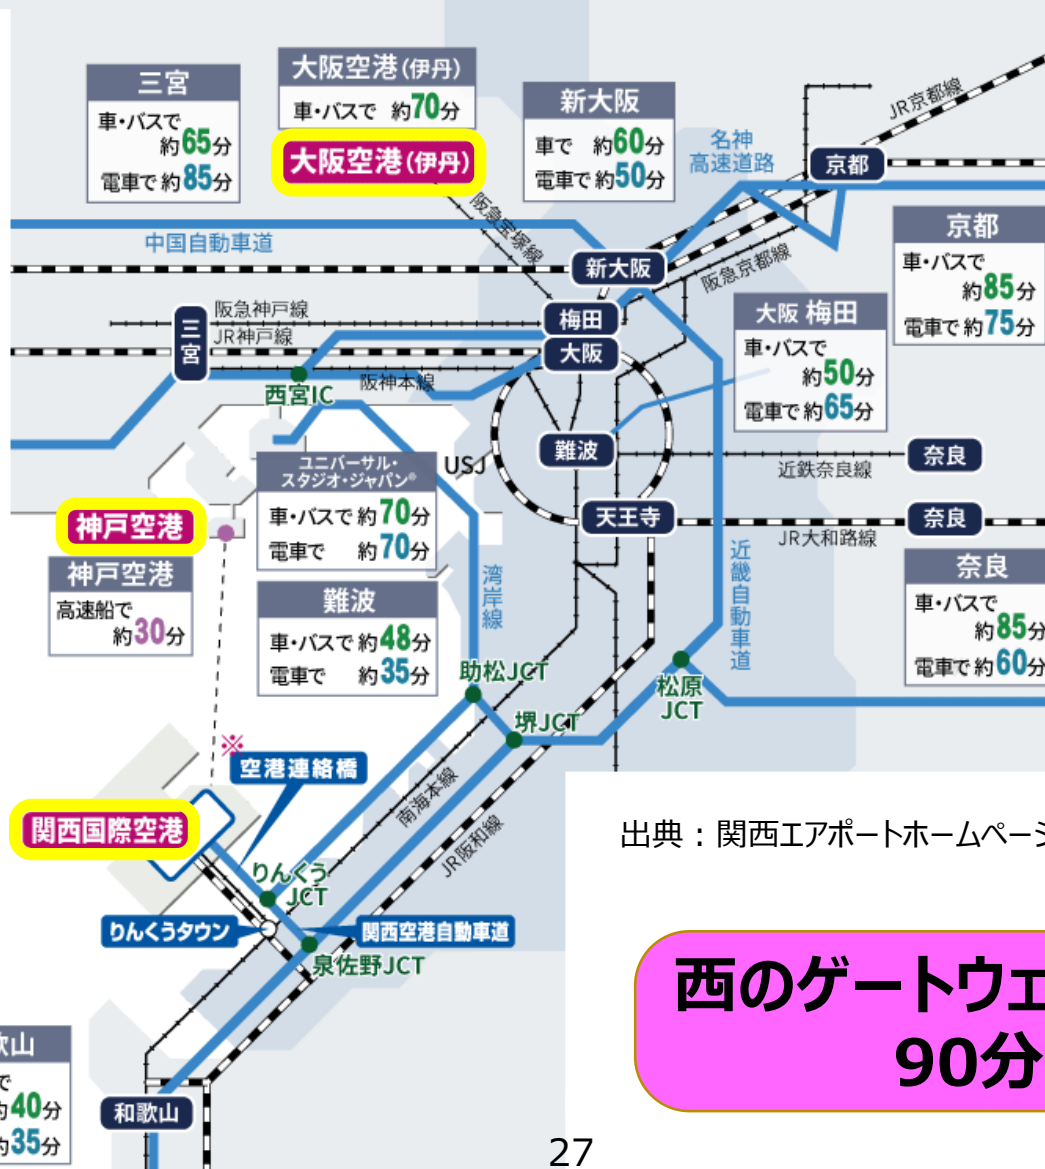 三宮
車・バスで
約65分
電車で約85分
大阪空港(伊丹)
車・バスで 約70分
大阪空港(伊丹)
新大阪
車で 約60分
電車で約50分
名神
高速道路
JR京都線
京都
京都
車・バスで
約85分
電車で約75分
中国自動車道
阪急宝塚線
新大阪
阪急京都線
阪急神戸線
JR神戸線
三宮
梅田
大阪
大阪 梅田
車・バスで
約50分
電車で約65分
西宮IC
阪神本線
難波
近鉄奈良線
奈良
ユニバーサル・
スタジオ・ジャパン®
車・バスで約70分
電車で 約70分
USJ
天王寺
JR大和路線
奈良
神戸空港
神戸空港
高速船で
約30分
難波
車・バスで約48分
電車で 約35分
湾岸線
近畿自動車道
奈良
車・バスで
約85分
電車で約60分
助松JCT
松原
JCT
堺JCT
※
空港連絡橋
南海本線
JR阪和線
関西国際空港
りんくう
JCT
りんくうタウン
関西空港自動車道
泉佐野JCT
出典：関西エアポートホームページ
西のゲートウェ
90分
歌山
で
約40分
約35分
和歌山
27